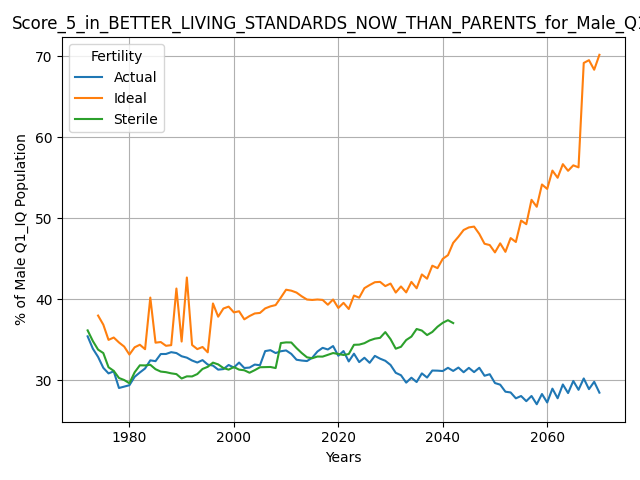 Score_5_in_BETTER_LIVING_STANDARDS_NOW_THAN_PARENTS_for_Male_Q1
Fertility
Actual
Ideal
Sterile
% of Male Q1_IQ Population
70
60
50
40
30
1980 2000 2020 2040 2060
Years